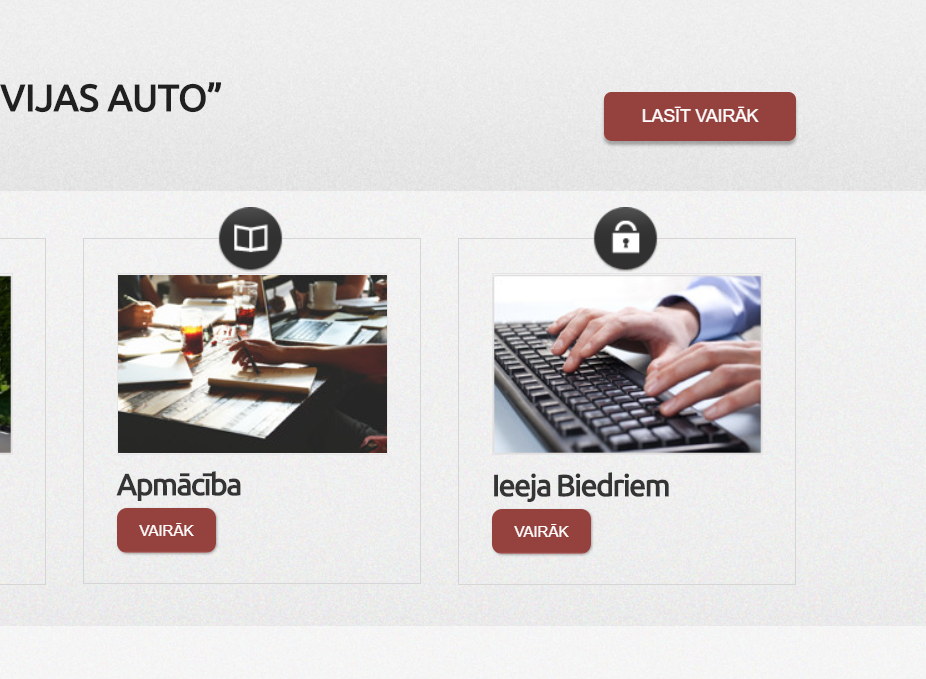 VIJAS AUTO”
LASĪT VAIRĀK
Apmācība
VAIRĀK
Ieeja Biedriem
VAIRĀK